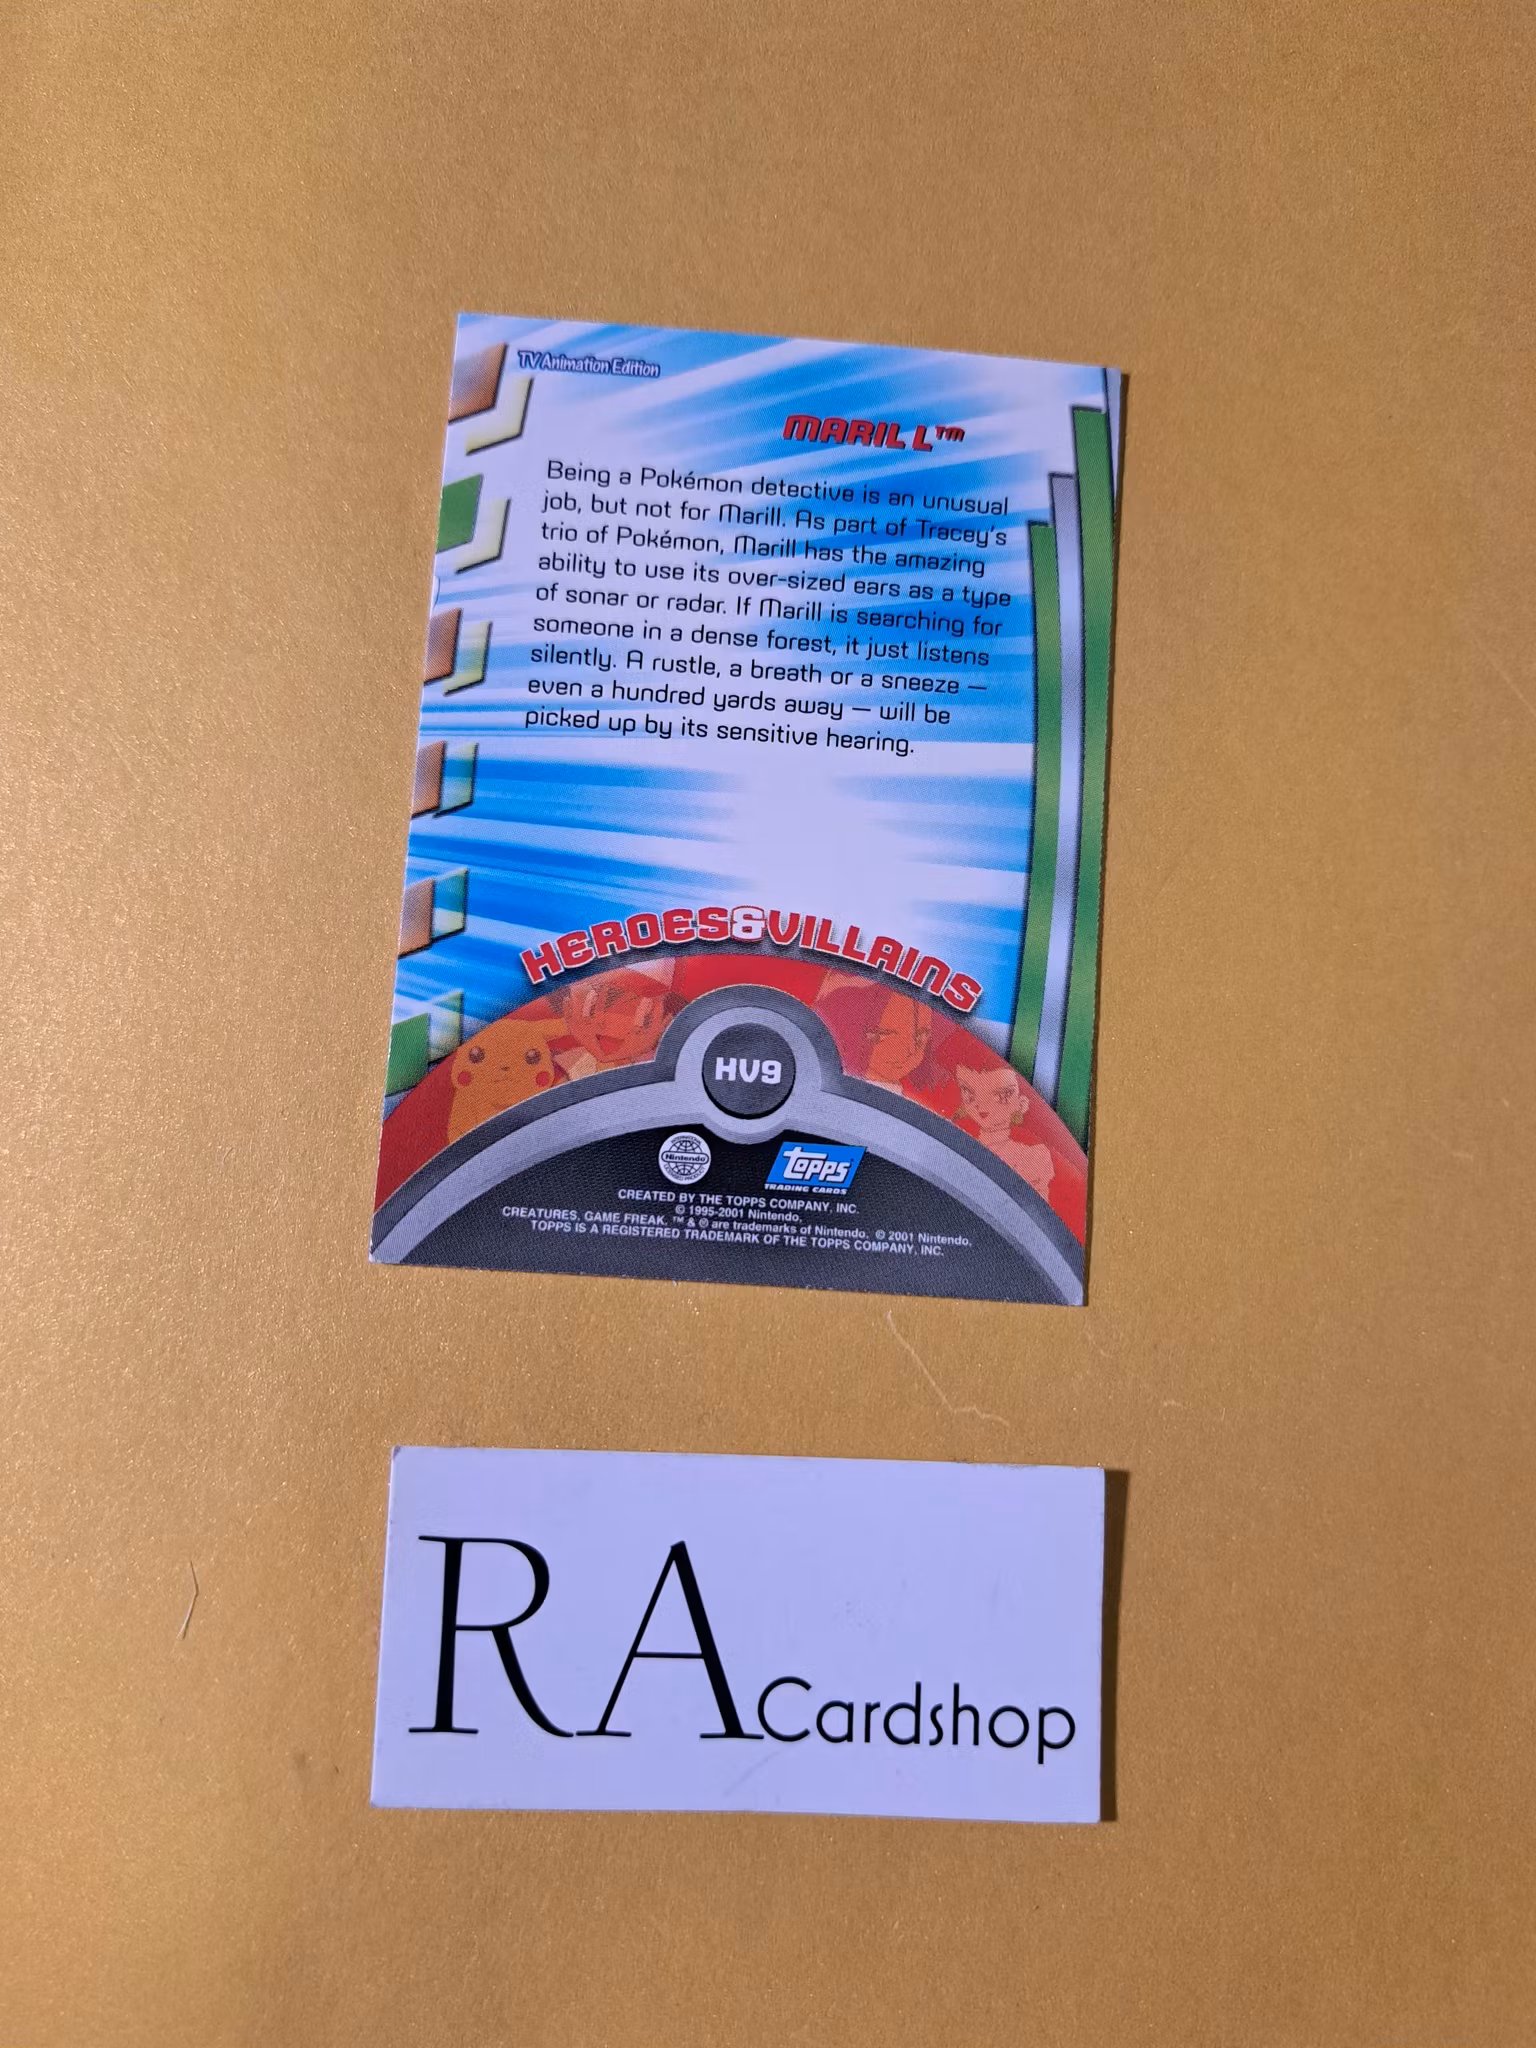 TV Animation Edition
MARILL™
Being a Pokémon detective is an unusual
job, but not for Marill. As part of Tracey's
trio of Pokémon, Marill has the amazing
ability to use its over-sized ears as a type
of sonar or radar. If Marill is searching for
someone in a dense forest, it just listens
silently. A rustle, a breath or a sneeze —
even a hundred yards away — will be
picked up by its sensitive hearing.
HEROES&VILLAINS
HV9
Nintendo
Topps
TRADING CARDS
CREATED BY THE TOPPS COMPANY, INC.
© 1995-2001 Nintendo,
CREATURES, GAME FREAK. ™ & ® are trademarks of Nintendo. © 2001 Nintendo.
TOPPS IS A REGISTERED TRADEMARK OF THE TOPPS COMPANY, INC.
RA Cardshop